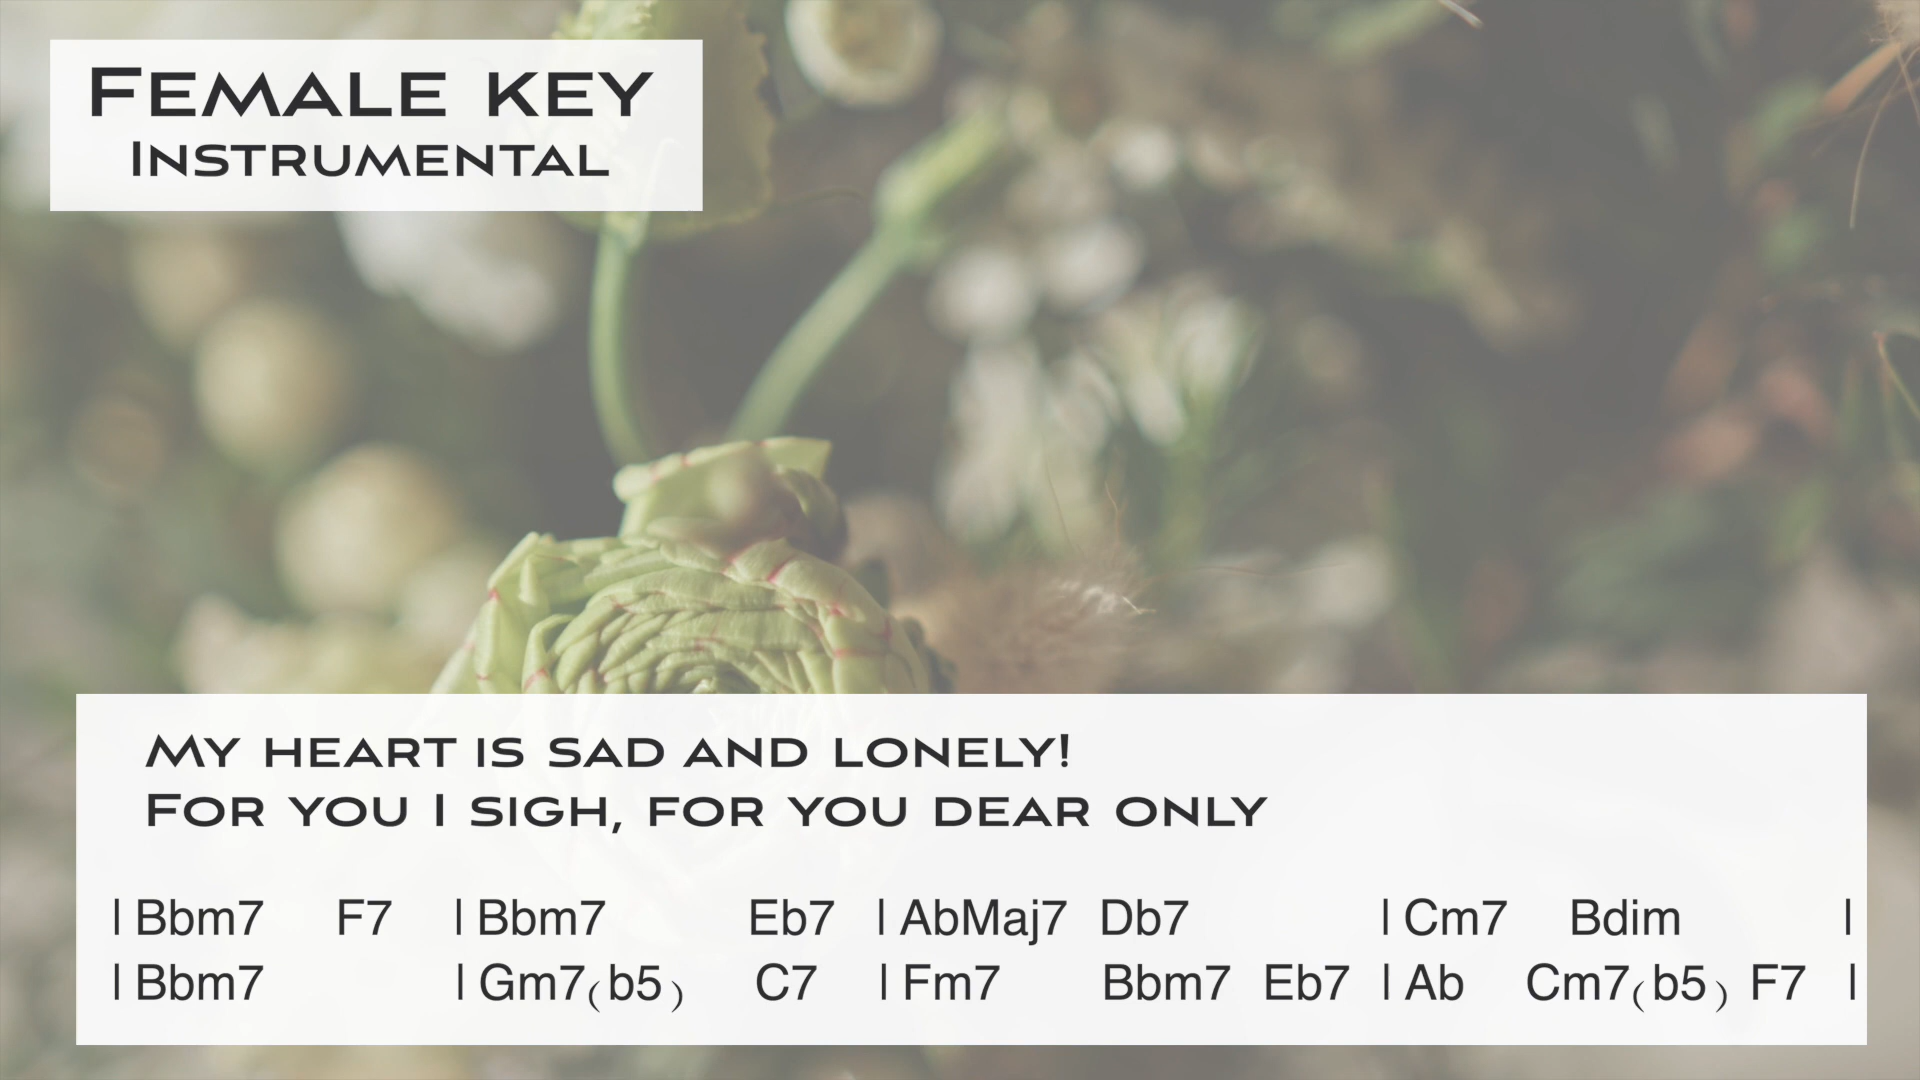 FEMALE KEY
INSTRUMENTAL
MY HEART IS SAD AND LONELY!
FOR YOU I SIGH, FOR YOU DEAR ONLY
| Bbm7 F7 | Bbm7 Eb7 | AbMaj7 Db7 | Cm7 Bdim |
| Bbm7 | Gm7(b5) C7 | Fm7 Bbm7 Eb7 | Ab Cm7(b5) F7 |